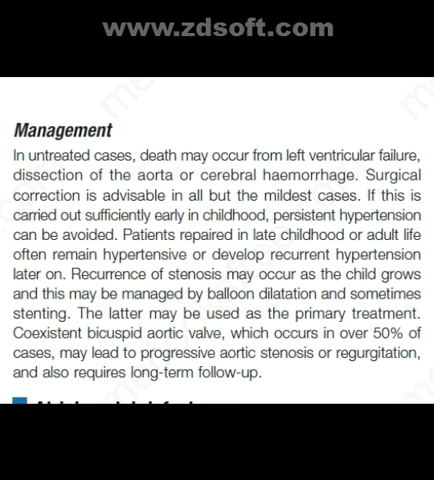 www.zdsoft.com
Management
In untreated cases, death may occur from left ventricular failure,
dissection of the aorta or cerebral haemorrhage. Surgical
correction is advisable in all but the mildest cases. If this is
carried out sufficiently early in childhood, persistent hypertension
can be avoided. Patients repaired in late childhood or adult life
often remain hypertensive or develop recurrent hypertension
later on. Recurrence of stenosis may occur as the child grows
and this may be managed by balloon dilatation and sometimes
stenting. The latter may be used as the primary treatment.
Coexistent bicuspid aortic valve, which occurs in over 50% of
cases, may lead to progressive aortic stenosis or regurgitation,
and also requires long-term follow-up.